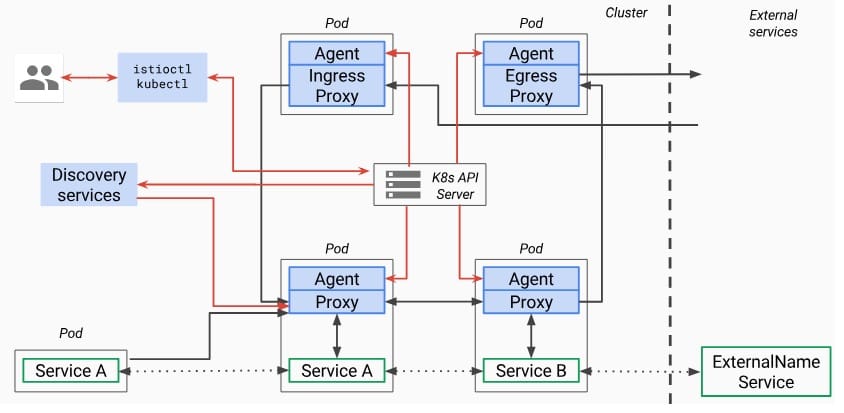 Pod
Pod
Cluster
External
services
Agent
Ingress
Proxy
Agent
Egress
Proxy
istioctl
kubectl
Discovery
services
K8s API
Server
Pod
Pod
Agent
Proxy
Agent
Proxy
Pod
Service A
Service A
Service B
ExternalName
Service